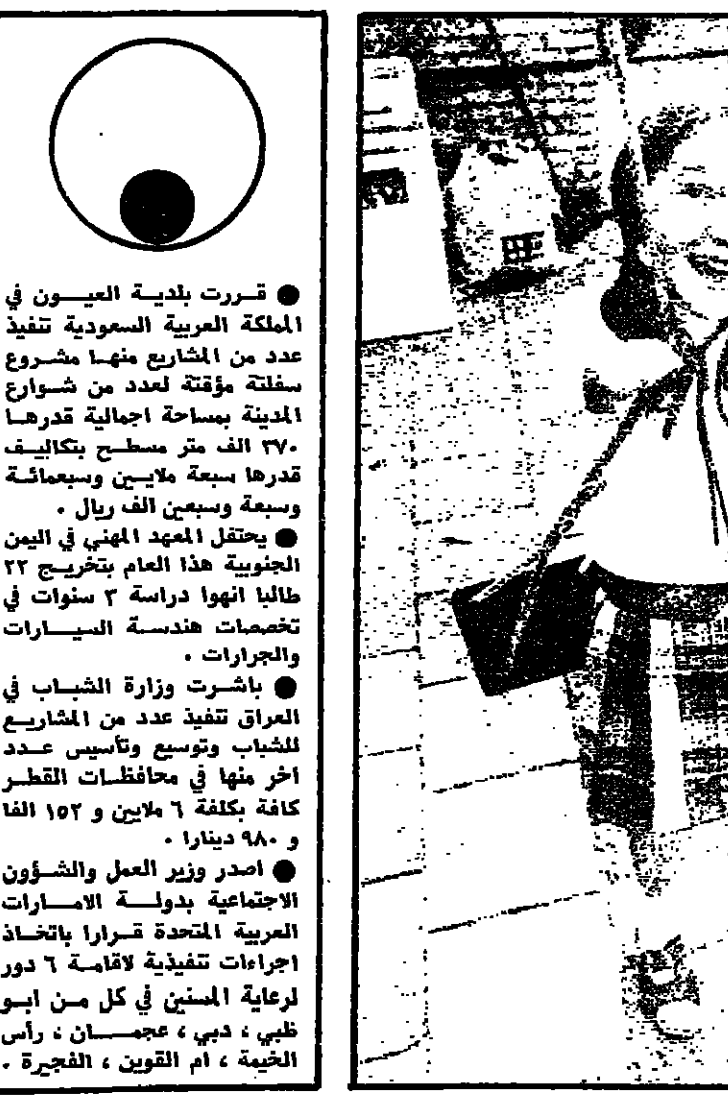 ● قررت بلدية العيون في
المملكة العربية السعودية تنفيذ
عدد من المشاريع منها مشروع
سفلتة مؤقتة لعدد من شوارع
المدينة بمساحة اجمالية قدرها
٣٧٠ الف متر مسطح بتكاليف
قدرها سبعة ملايين وسبعمائة
وسبعة وسبعين الف ريال .
● يحتفل المعهد المهني في اليمن
الجنوبية هذا العام بتخريج ٢٢
طالبا انهوا دراسة ٣ سنوات في
تخصصات هندسة السيارات
والجرارات .
● باشرت وزارة الشباب في
العراق تنفيذ عدد من المشاريع
للشباب وتوسيع وتأسيس عدد
اخر منها في محافظات القطر
كافة بكلفة ٦ ملايين و ١٥٢ الفا
و ٩٨٠ دينارا .
● اصدر وزير العمل والشؤون
الاجتماعية بدولة الامارات
العربية المتحدة قرارا باتخاذ
اجراءات تنفيذية لاقامة ٦ دور
لرعاية المسنين في كل من ابو
ظبي ، دبي ، عجمان ، رأس
الخيمة ، ام القوين ، الفجيرة .